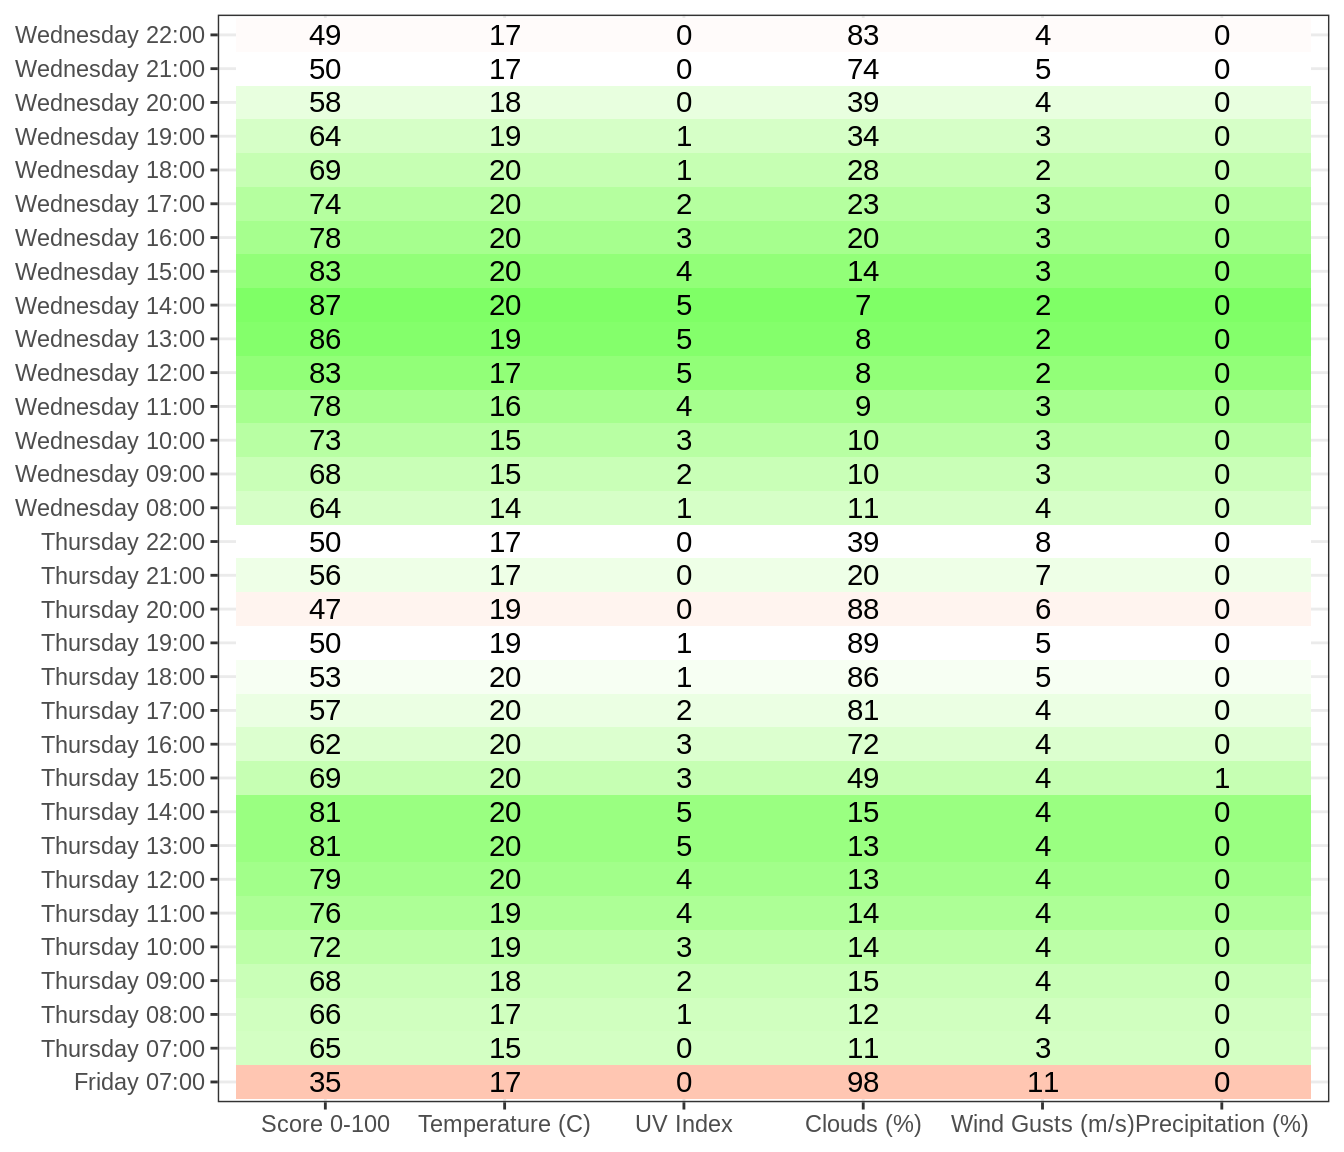 Wednesday 22:00 49 17 0 83 4 0
Wednesday 21:00 50 17 0 74 5 0
Wednesday 20:00 58 18 0 39 4 0
Wednesday 19:00 64 19 1 34 3 0
Wednesday 18:00 69 20 1 28 2 0
Wednesday 17:00 74 20 2 23 3 0
Wednesday 16:00 78 20 3 20 3 0
Wednesday 15:00 83 20 4 14 3 0
Wednesday 14:00 87 20 5 7 2 0
Wednesday 13:00 86 19 5 8 2 0
Wednesday 12:00 83 17 5 8 2 0
Wednesday 11:00 78 16 4 9 3 0
Wednesday 10:00 73 15 3 10 3 0
Wednesday 09:00 68 15 2 10 3 0
Wednesday 08:00 64 14 1 11 4 0
Thursday 22:00 50 17 0 39 8 0
Thursday 21:00 56 17 0 20 7 0
Thursday 20:00 47 19 0 88 6 0
Thursday 19:00 50 19 1 89 5 0
Thursday 18:00 53 20 1 86 5 0
Thursday 17:00 57 20 2 81 4 0
Thursday 16:00 62 20 3 72 4 0
Thursday 15:00 69 20 3 49 4 1
Thursday 14:00 81 20 5 15 4 0
Thursday 13:00 81 20 5 13 4 0
Thursday 12:00 79 20 4 13 4 0
Thursday 11:00 76 19 4 14 4 0
Thursday 10:00 72 19 3 14 4 0
Thursday 09:00 68 18 2 15 4 0
Thursday 08:00 66 17 1 12 4 0
Thursday 07:00 65 15 0 11 3 0
Friday 07:00 35 17 0 98 11 0
Score 0-100 Temperature (C) UV Index Clouds (%) Wind Gusts (m/s) Precipitation (%)